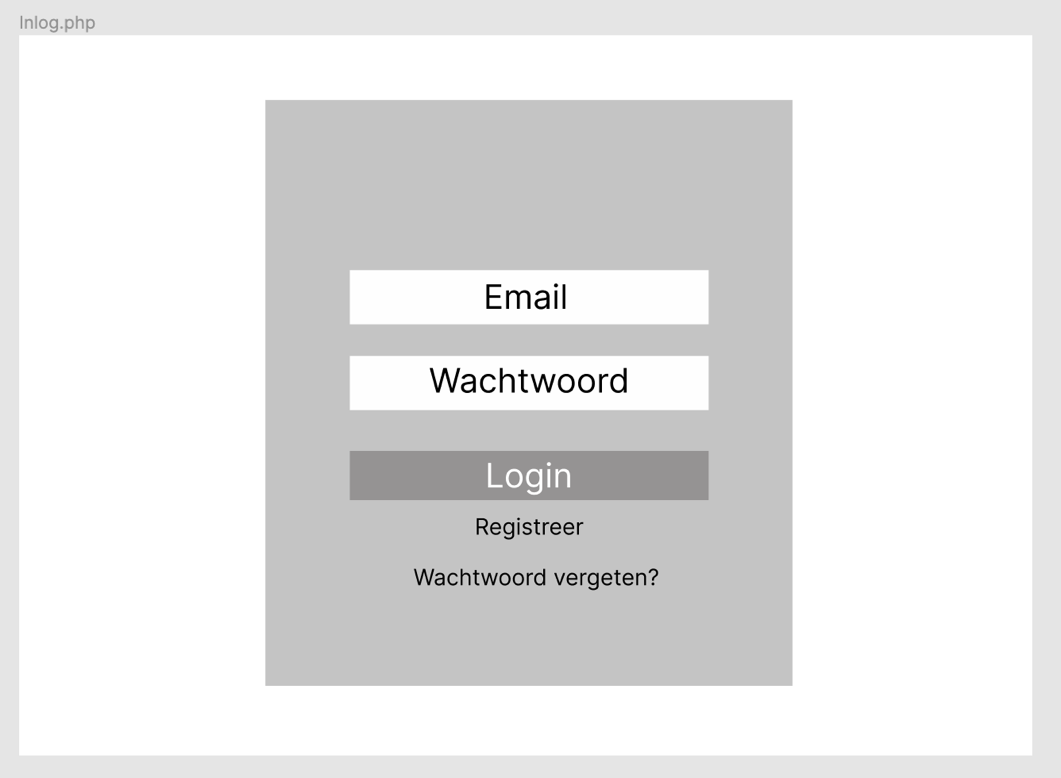 Inlog.php
Email
Wachtwoord
Login
Registreer
Wachtwoord vergeten?